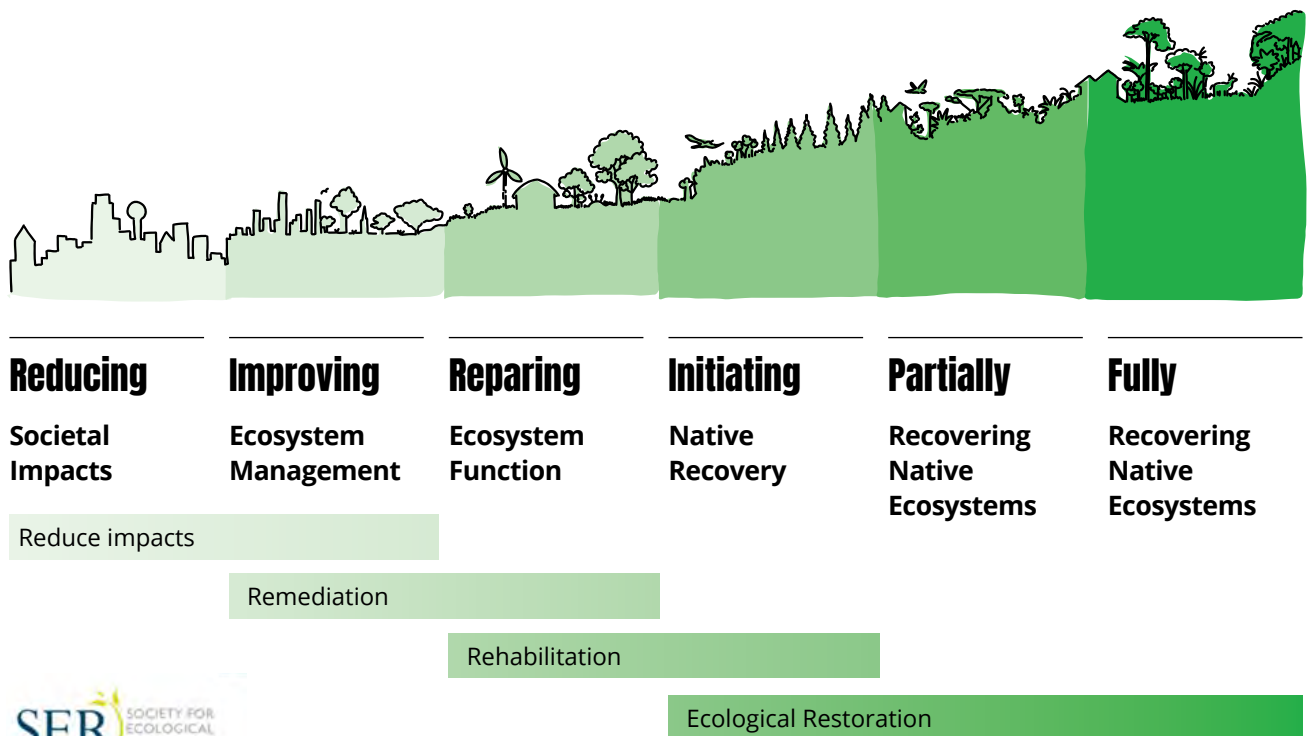 Reducing
Societal
Impacts
Improving
Ecosystem
Management
Reparing
Ecosystem
Function
Initiating
Native
Recovery
Partially
Recovering
Native
Ecosystems
Fully
Recovering
Native
Ecosystems
Reduce impacts
Remediation
Rehabilitation
Ecological Restoration
SER
SOCIETY FOR
ECOLOGICAL